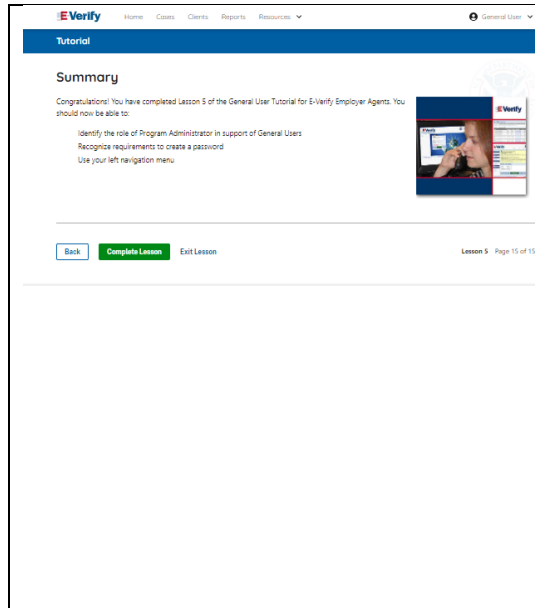 E-Verify Home Cases Clients Reports Resources General User
Tutorial
Summary
Congratulations! You have completed Lesson 5 of the General User Tutorial for E-Verify Employer Agents. You
should now be able to:
Identify the role of Program Administrator in support of General Users
Recognize requirements to create a password
Use your left navigation menu
E-Verify
Back Complete Lesson Exit Lesson Lesson 5 Page 15 of 15